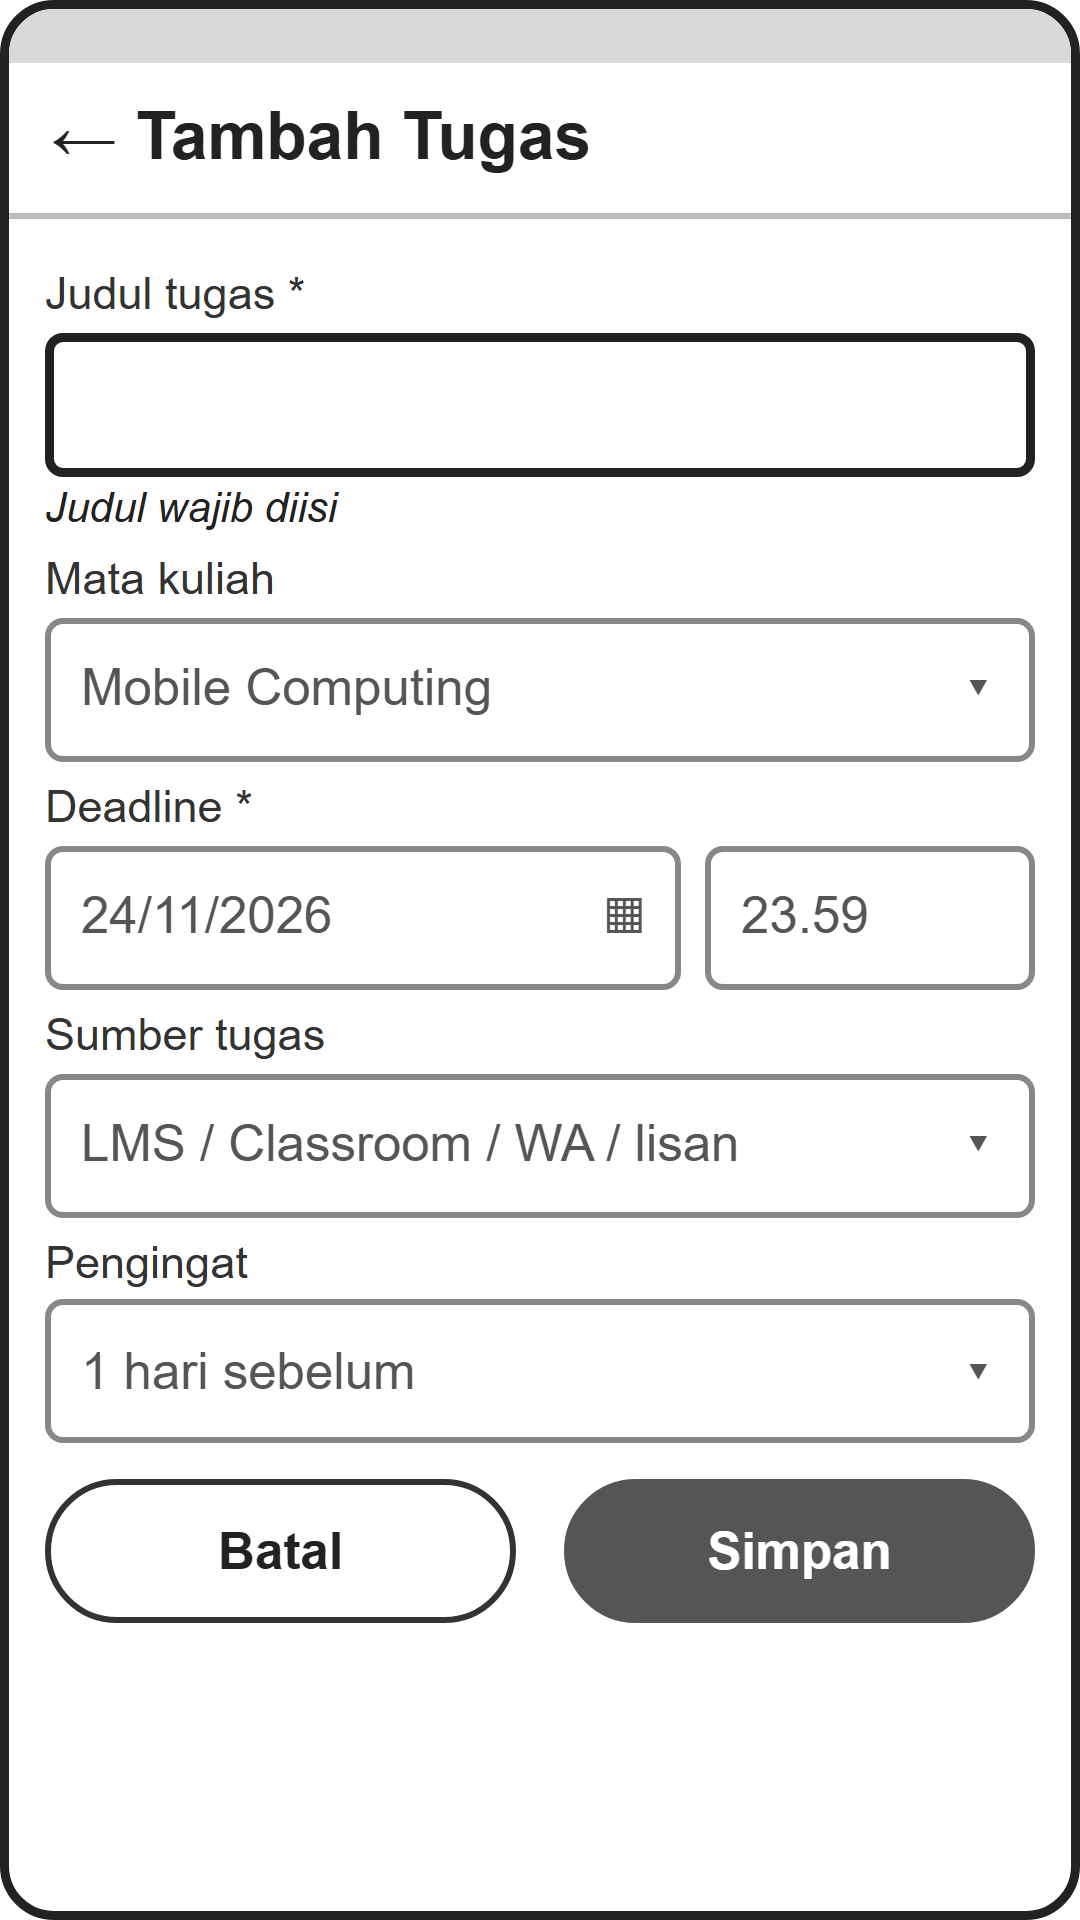 ← Tambah Tugas
Judul tugas *
Judul wajib diisi
Mata kuliah
Mobile Computing ▼
Deadline *
24/11/2026 ▦ 23.59
Sumber tugas
LMS / Classroom / WA / lisan ▼
Pengingat
1 hari sebelum ▼
Batal Simpan